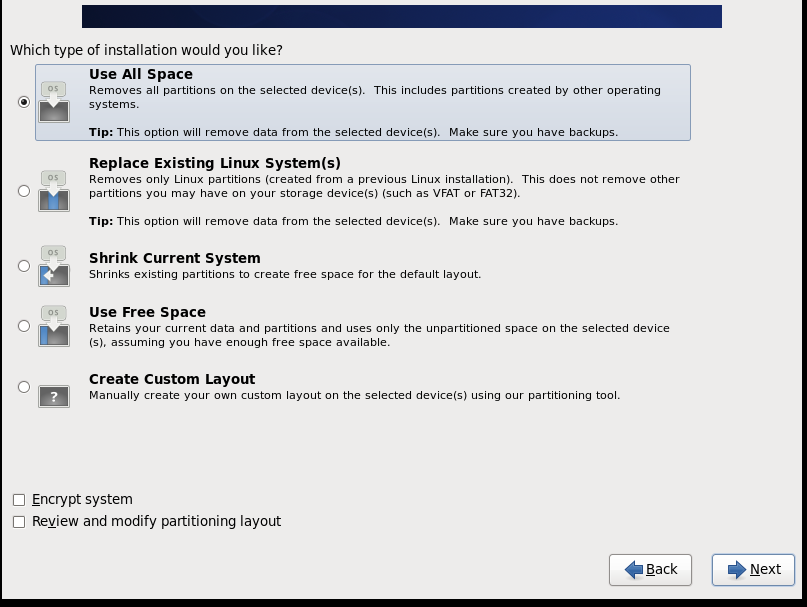 Which type of installation would you like?
OS
Use All Space
Removes all partitions on the selected device(s).  This includes partitions created by other operating
systems.
Tip: This option will remove data from the selected device(s).  Make sure you have backups.
OS
Replace Existing Linux System(s)
Removes only Linux partitions (created from a previous Linux installation).  This does not remove other
partitions you may have on your storage device(s) (such as VFAT or FAT32).
Tip: This option will remove data from the selected device(s).  Make sure you have backups.
OS
Shrink Current System
Shrinks existing partitions to create free space for the default layout.
OS
Use Free Space
Retains your current data and partitions and uses only the unpartitioned space on the selected device
(s), assuming you have enough free space available.
?
Create Custom Layout
Manually create your own custom layout on the selected device(s) using our partitioning tool.
Encrypt system
Review and modify partitioning layout
Back
Next